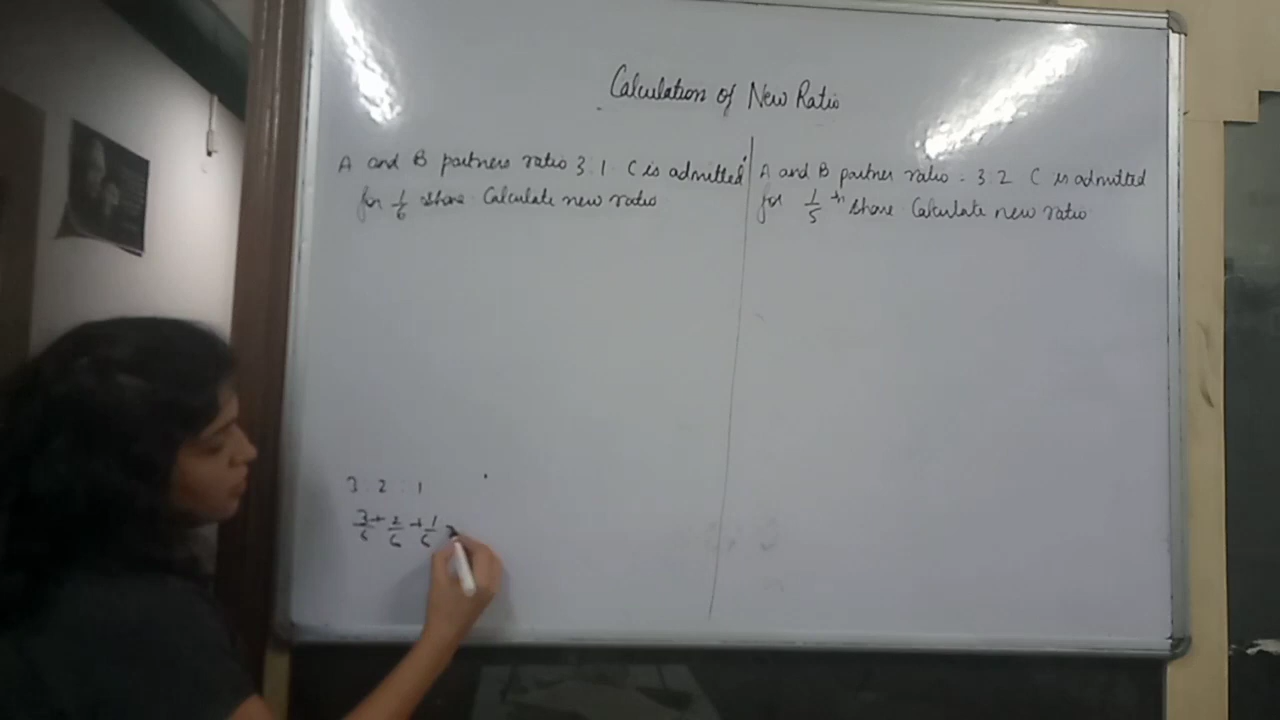 Calculation of New Ratio
A and B partners ratio 3:1 C is admitted
for 1/6 share. Calculate new ratio
A and B partner ratio = 3:2 C is admitted
for 1/5 th share. Calculate new ratio
3 : 2 : 1
3/6 + 2/6 + 1/6 =